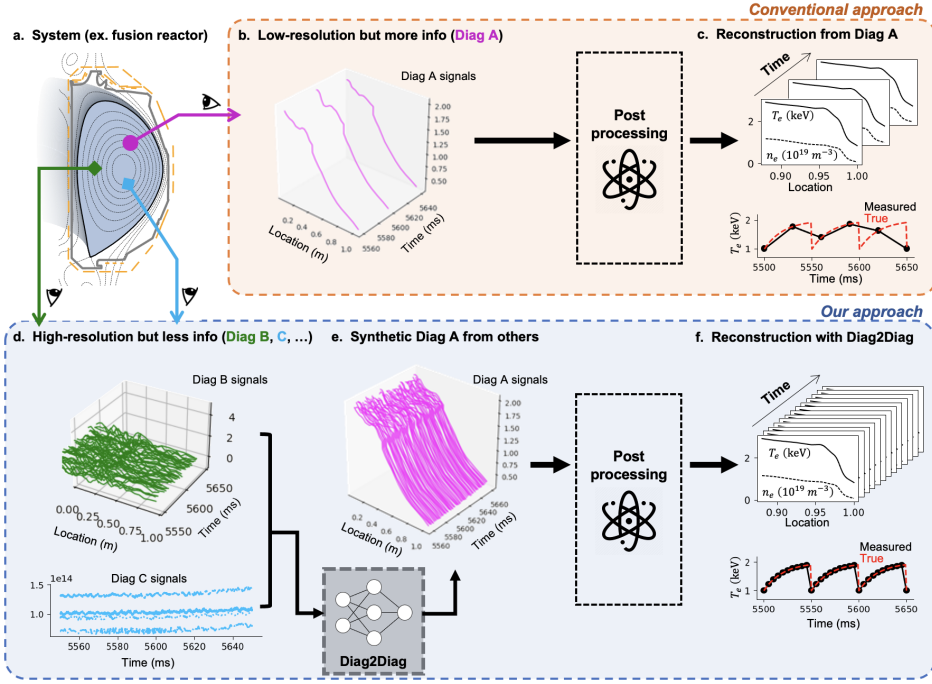 Conventional approach
a. System (ex. fusion reactor)
b. Low-resolution but more info (Diag A)
Diag A signals
2.00
1.75
1.50
1.25
1.00
0.75
0.50
0.2
0.4
0.6
0.8
1.0
Location (m)
5560
5580
5600
5620
5640
Time (ms)
Post
processing
c. Reconstruction from Diag A
Time
2
0
T_e (keV)
n_e (10^19 m^-3)
0.90 0.95 1.00
Location
Measured
True
T_e (keV)
2
1
5500 5550 5600 5650
Time (ms)
Our approach
d. High-resolution but less info (Diag B, C, ...)
Diag B signals
4
2
0
0.00
0.25
0.50
0.75
1.00
Location (m)
5550
5600
5650
Time (ms)
Diag C signals
1.5 1e14
1.0
5560 5580 5600 5620 5640
Time (ms)
e. Synthetic Diag A from others
Diag A signals
2.00
1.75
1.50
1.25
1.00
0.75
0.50
0.2
0.4
0.6
0.8
1.0
Location (m)
5560
5580
5600
5620
5640
5660
Time (ms)
Diag2Diag
Post
processing
f. Reconstruction with Diag2Diag
Time
2
0
T_e (keV)
n_e (10^19 m^-3)
0.90 0.95 1.00
Location
Measured
True
T_e (keV)
2
1
5500 5550 5600 5650
Time (ms)